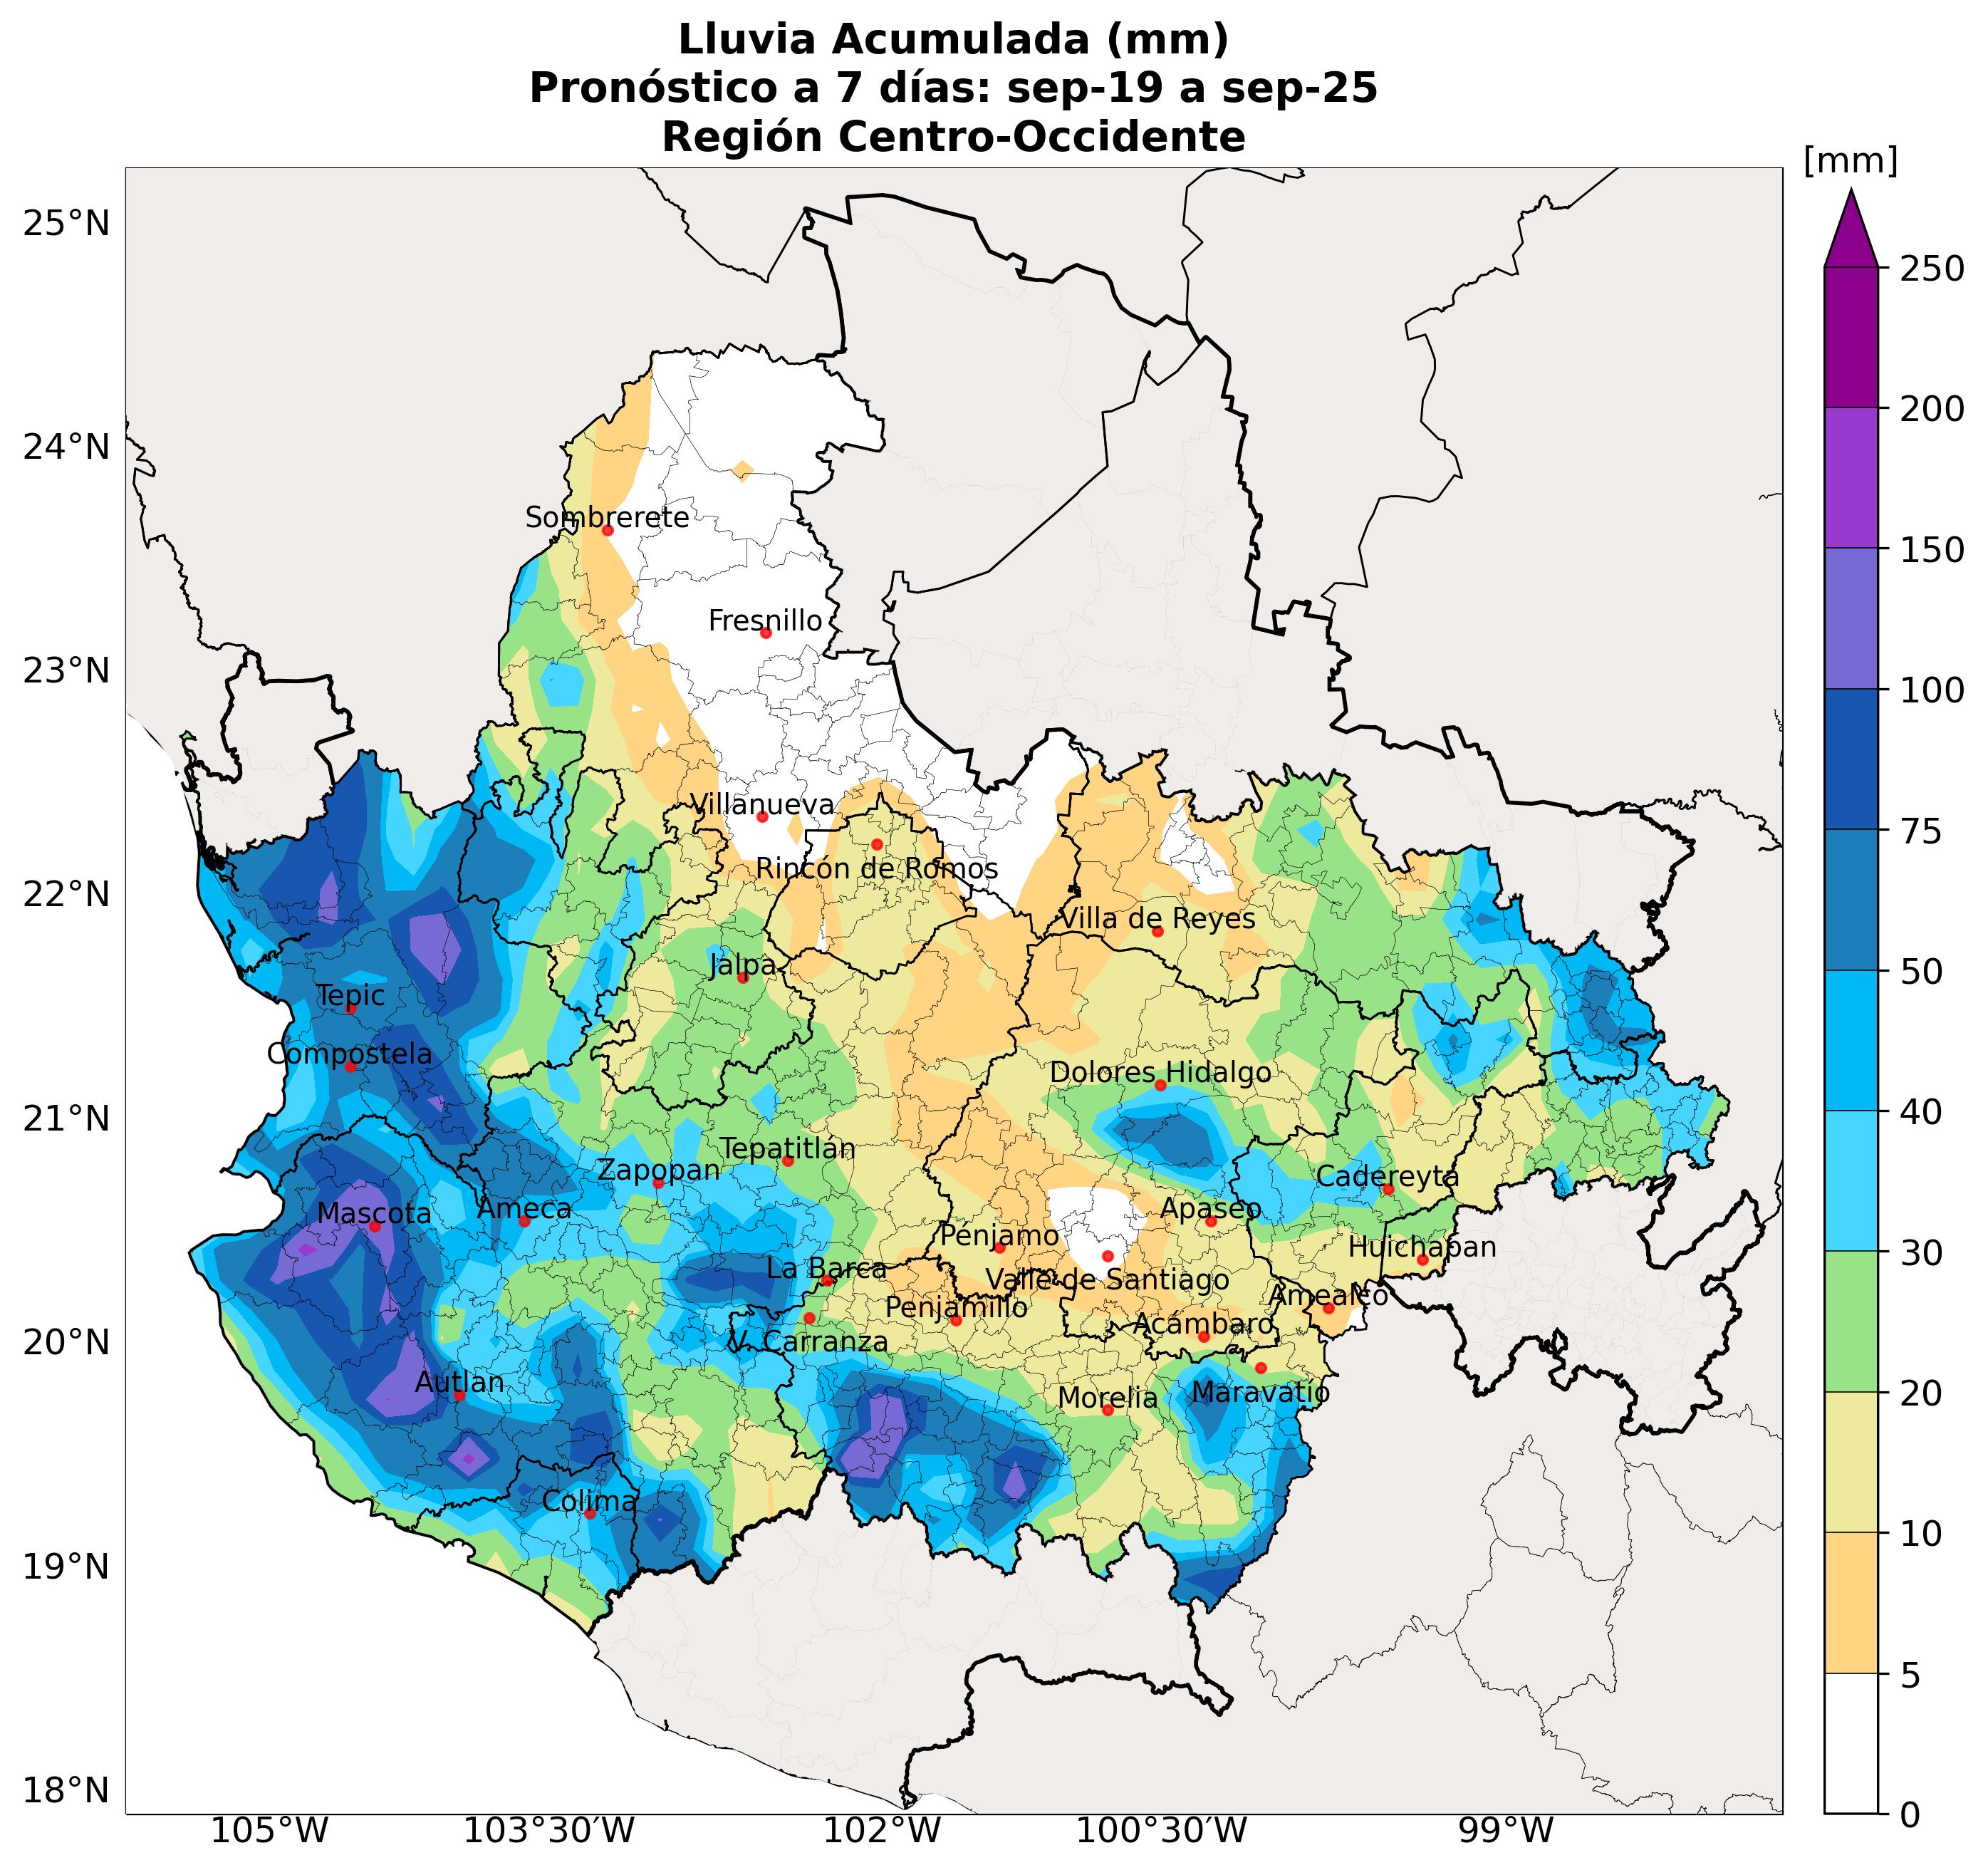 Lluvia Acumulada (mm)
Pronóstico a 7 días: sep-19 a sep-25
Región Centro-Occidente
[mm]
25°N
24°N
23°N
22°N
21°N
20°N
19°N
18°N
105°W
103°30'W
102°W
100°30'W
99°W
250
200
150
100
75
50
40
30
20
10
5
0
Sombrerete
Fresnillo
Villanueva
Rincón de Romos
Villa de Reyes
Jalpa
Tepic
Compostela
Dolores Hidalgo
Tepatitlán
Zapopan
Cadereyta
Mascota
Ameca
Apaseo
Pénjamo
Huichapan
La Barca
Valle de Santiago
Amealco
Penjamillo
Acámbaro
V. Carranza
Autlan
Morelia
Maravatío
Colima